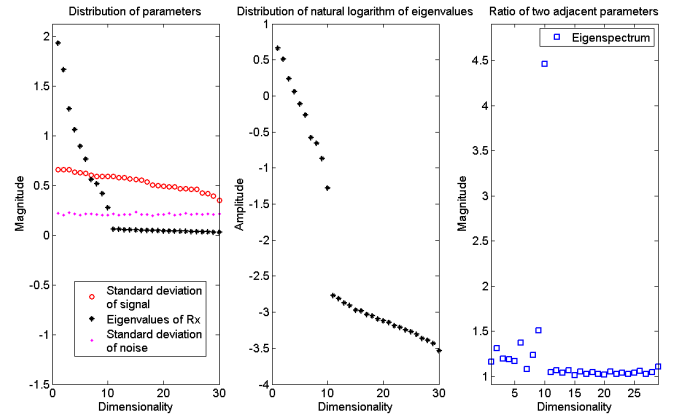 Distribution of parameters
2
1.5
1
0.5
0
-0.5
-1
-1.5
Magnitude
0
10
20
30
Dimensionality
Standard deviation
of signal
Eigenvalues of Rx
Standard deviation
of noise
Distribution of natural logarithm of eigenvalues
1
0.5
0
-0.5
-1
-1.5
-2
-2.5
-3
-3.5
-4
Amplitude
0
10
20
30
Dimensionality
Ratio of two adjacent parameters
Eigenspectrum
4.5
4
3.5
3
2.5
2
1.5
1
Magnitude
5
10
15
20
25
Dimensionality